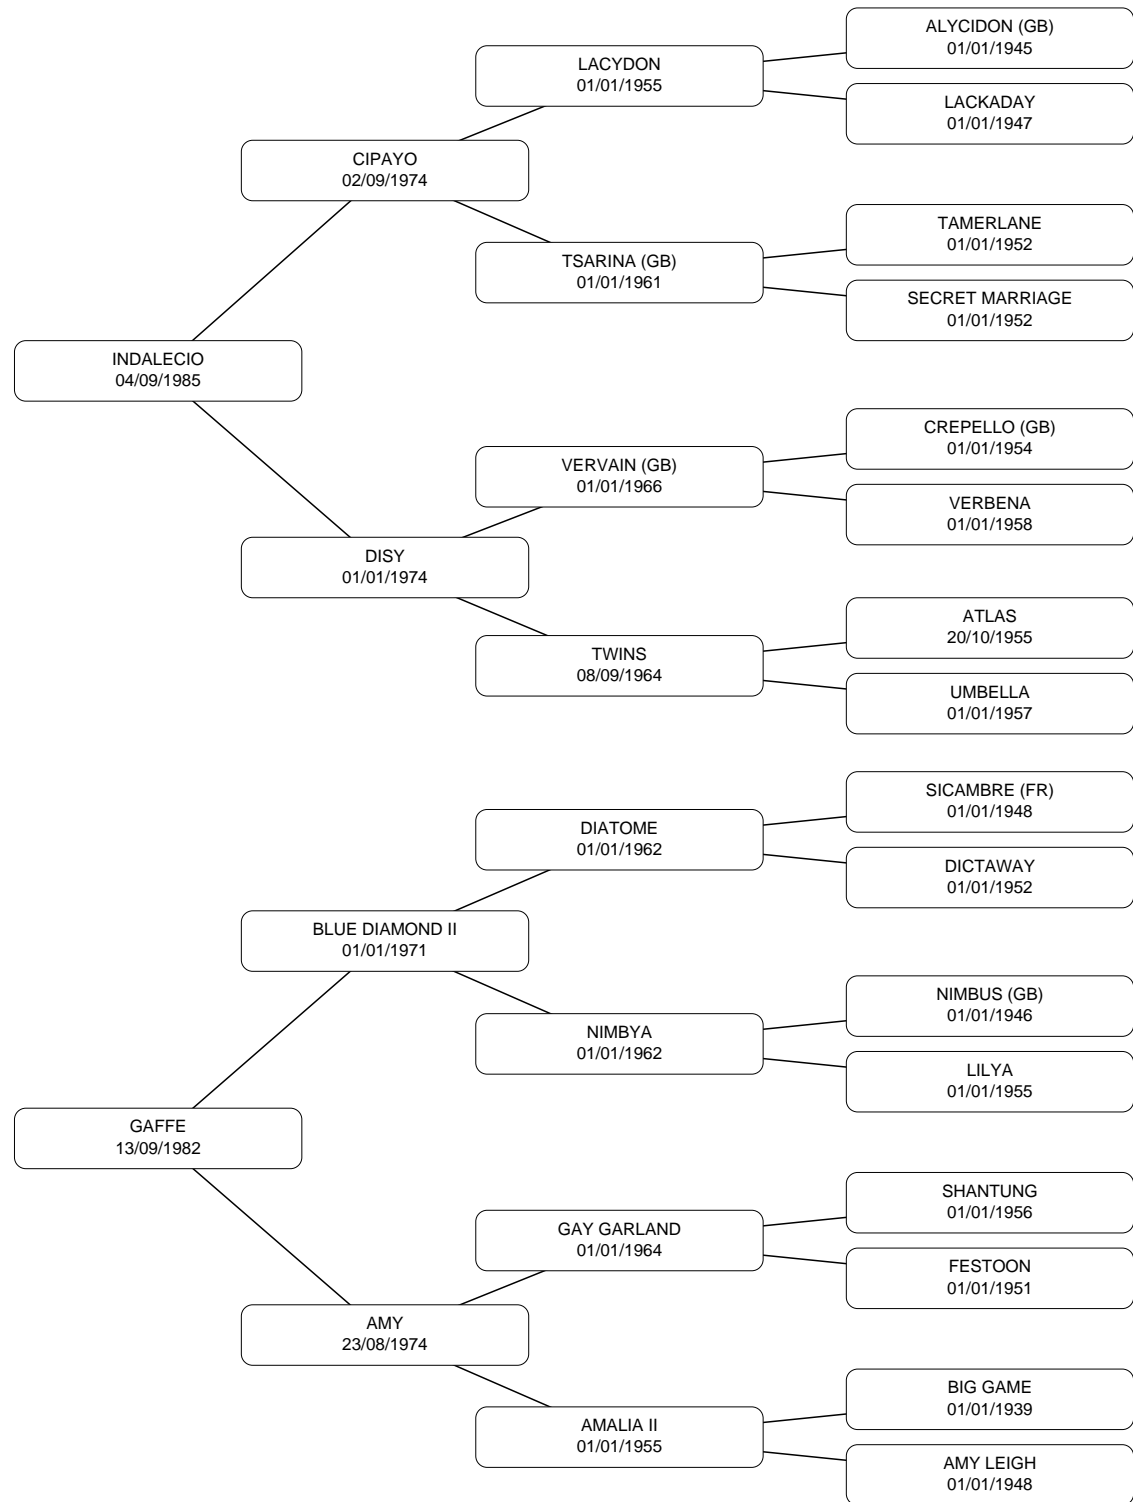 ALYCIDON (GB)
01/01/1945
LACYDON
01/01/1955
LACKADAY
01/01/1947
CIPAYO
02/09/1974
TAMERLANE
01/01/1952
TSARINA (GB)
01/01/1961
SECRET MARRIAGE
01/01/1952
INDALECIO
04/09/1985
CREPELLO (GB)
01/01/1954
VERVAIN (GB)
01/01/1966
VERBENA
01/01/1958
DISY
01/01/1974
ATLAS
20/10/1955
TWINS
08/09/1964
UMBELLA
01/01/1957
SICAMBRE (FR)
01/01/1948
DIATOME
01/01/1962
DICTAWAY
01/01/1952
BLUE DIAMOND II
01/01/1971
NIMBUS (GB)
01/01/1946
NIMBYA
01/01/1962
LILYA
01/01/1955
GAFFE
13/09/1982
SHANTUNG
01/01/1956
GAY GARLAND
01/01/1964
FESTOON
01/01/1951
AMY
23/08/1974
BIG GAME
01/01/1939
AMALIA II
01/01/1955
AMY LEIGH
01/01/1948